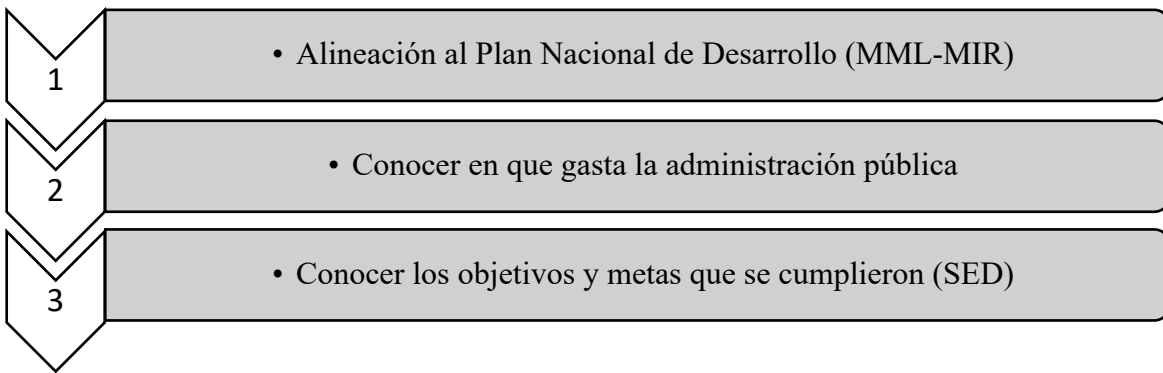 1
• Alineación al Plan Nacional de Desarrollo (MML-MIR)
2
• Conocer en que gasta la administración pública
3
• Conocer los objetivos y metas que se cumplieron (SED)